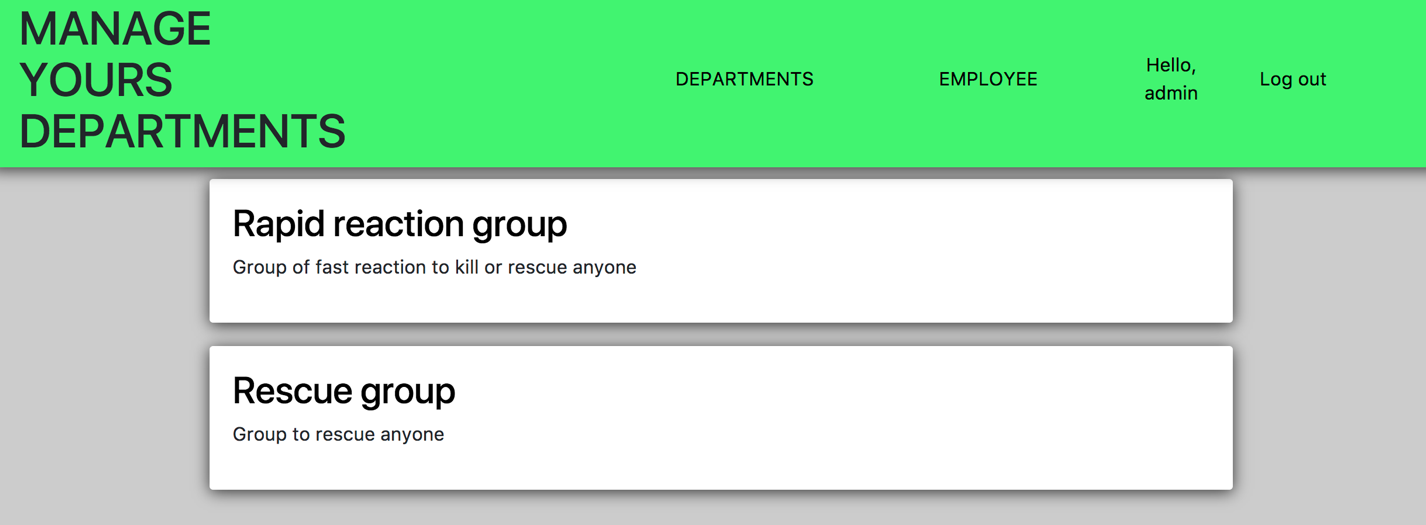 MANAGE
YOURS
DEPARTMENTS
DEPARTMENTS
EMPLOYEE
Hello,
admin
Log out
Rapid reaction group
Group of fast reaction to kill or rescue anyone
Rescue group
Group to rescue anyone